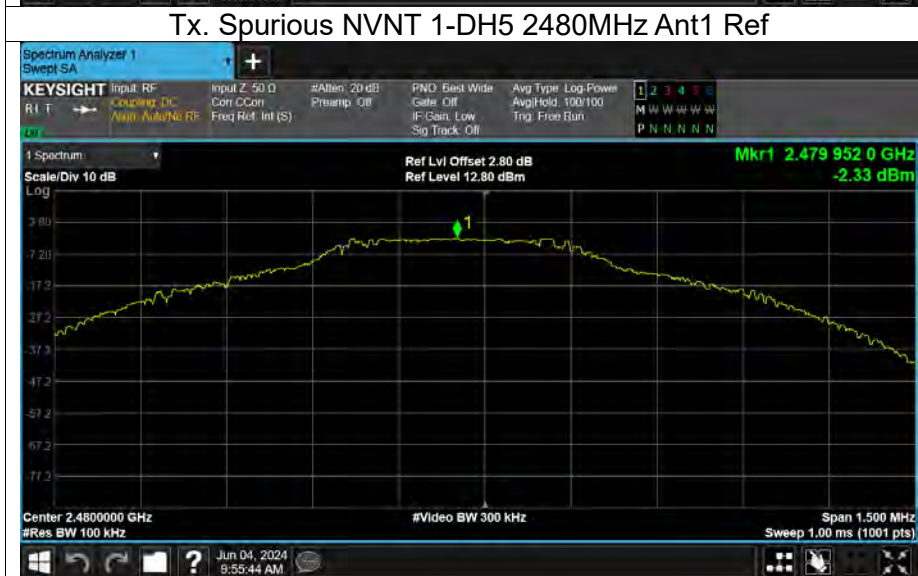 Tx. Spurious NVNT 1-DH5 2480MHz Ant1 Ref
Spectrum Analyzer 1
Swept SA
+
KEYSIGHT Input: RF
R L T
Coupling: DC
Align: Auto/No RF
Input Z: 50 Ω
Corr CCorr
Freq Ref: Int (S)
#Atten: 20 dB
Preamp: Off
PNO: Best Wide
Gate: Off
IF Gain: Low
Sig Track: Off
Avg Type: Log-Power
Avg|Hold: 100/100
Trig: Free Run
1 2 3 4 5 6
M W W W W W
P N N N N N
1 Spectrum
Scale/Div 10 dB
Log
Ref Lvl Offset 2.80 dB
Ref Level 12.80 dBm
Mkr1 2.479 952 0 GHz
-2.33 dBm
1
-7.20
-17.2
-27.2
-37.2
-47.2
-57.2
-67.2
-77.2
Center 2.4800000 GHz
#Res BW 100 kHz
#Video BW 300 kHz
Span 1.500 MHz
Sweep 1.00 ms (1001 pts)
?
Jun 04, 2024
9:55:44 AM